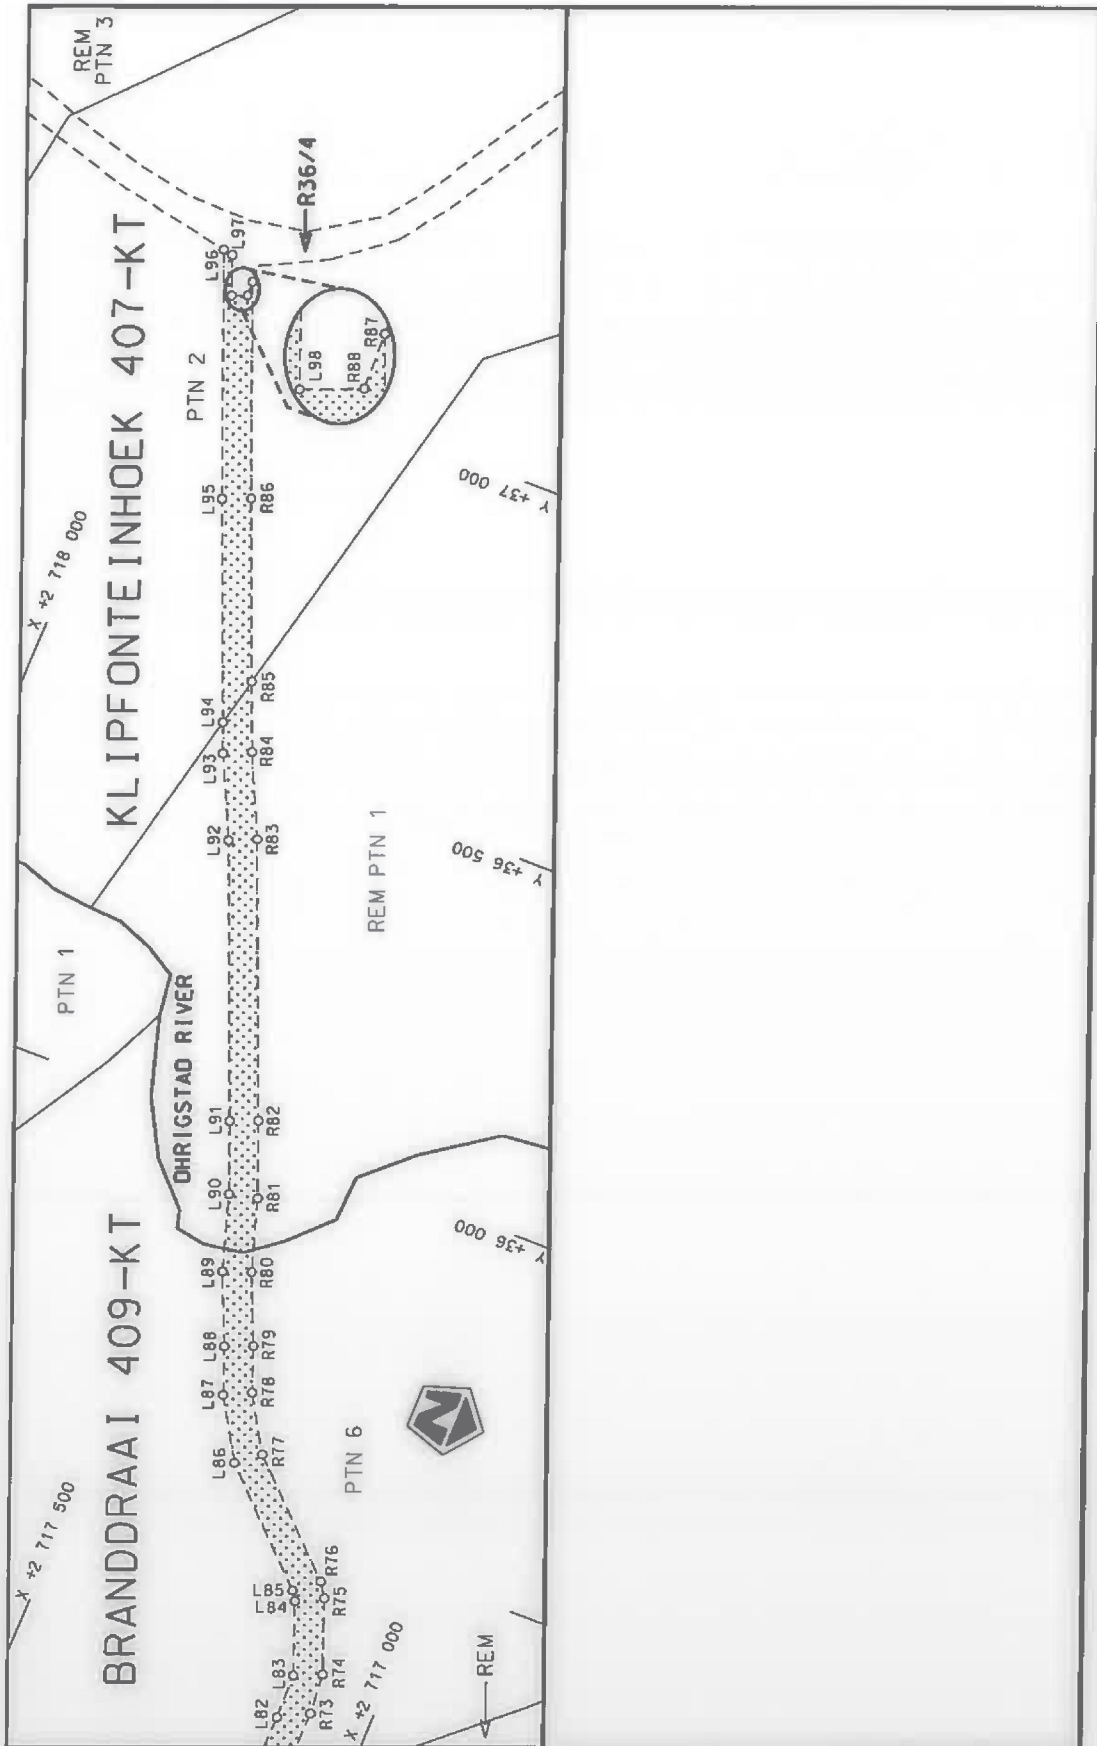 REM
PTN 3
R36/4
L96
L97
KLIPFONTEINHOEK 407-KT
PTN 2
L98
R88
R87
L95
R86
Y +37 000
X +2 718 000
L94
R85
L93
R84
L92
R83
REM PTN 1
Y +36 500
PTN 1
OHRIGSTAD RIVER
L91
R82
L90
R81
Y +36 000
BRANDDRAAI 409-KT
L89
R80
L88
R79
L87
R78
L86
R77
PTN 6
N
X +2 717 500
L85
L84
R76
R75
L83
R74
L82
R73
X +2 717 000
REM